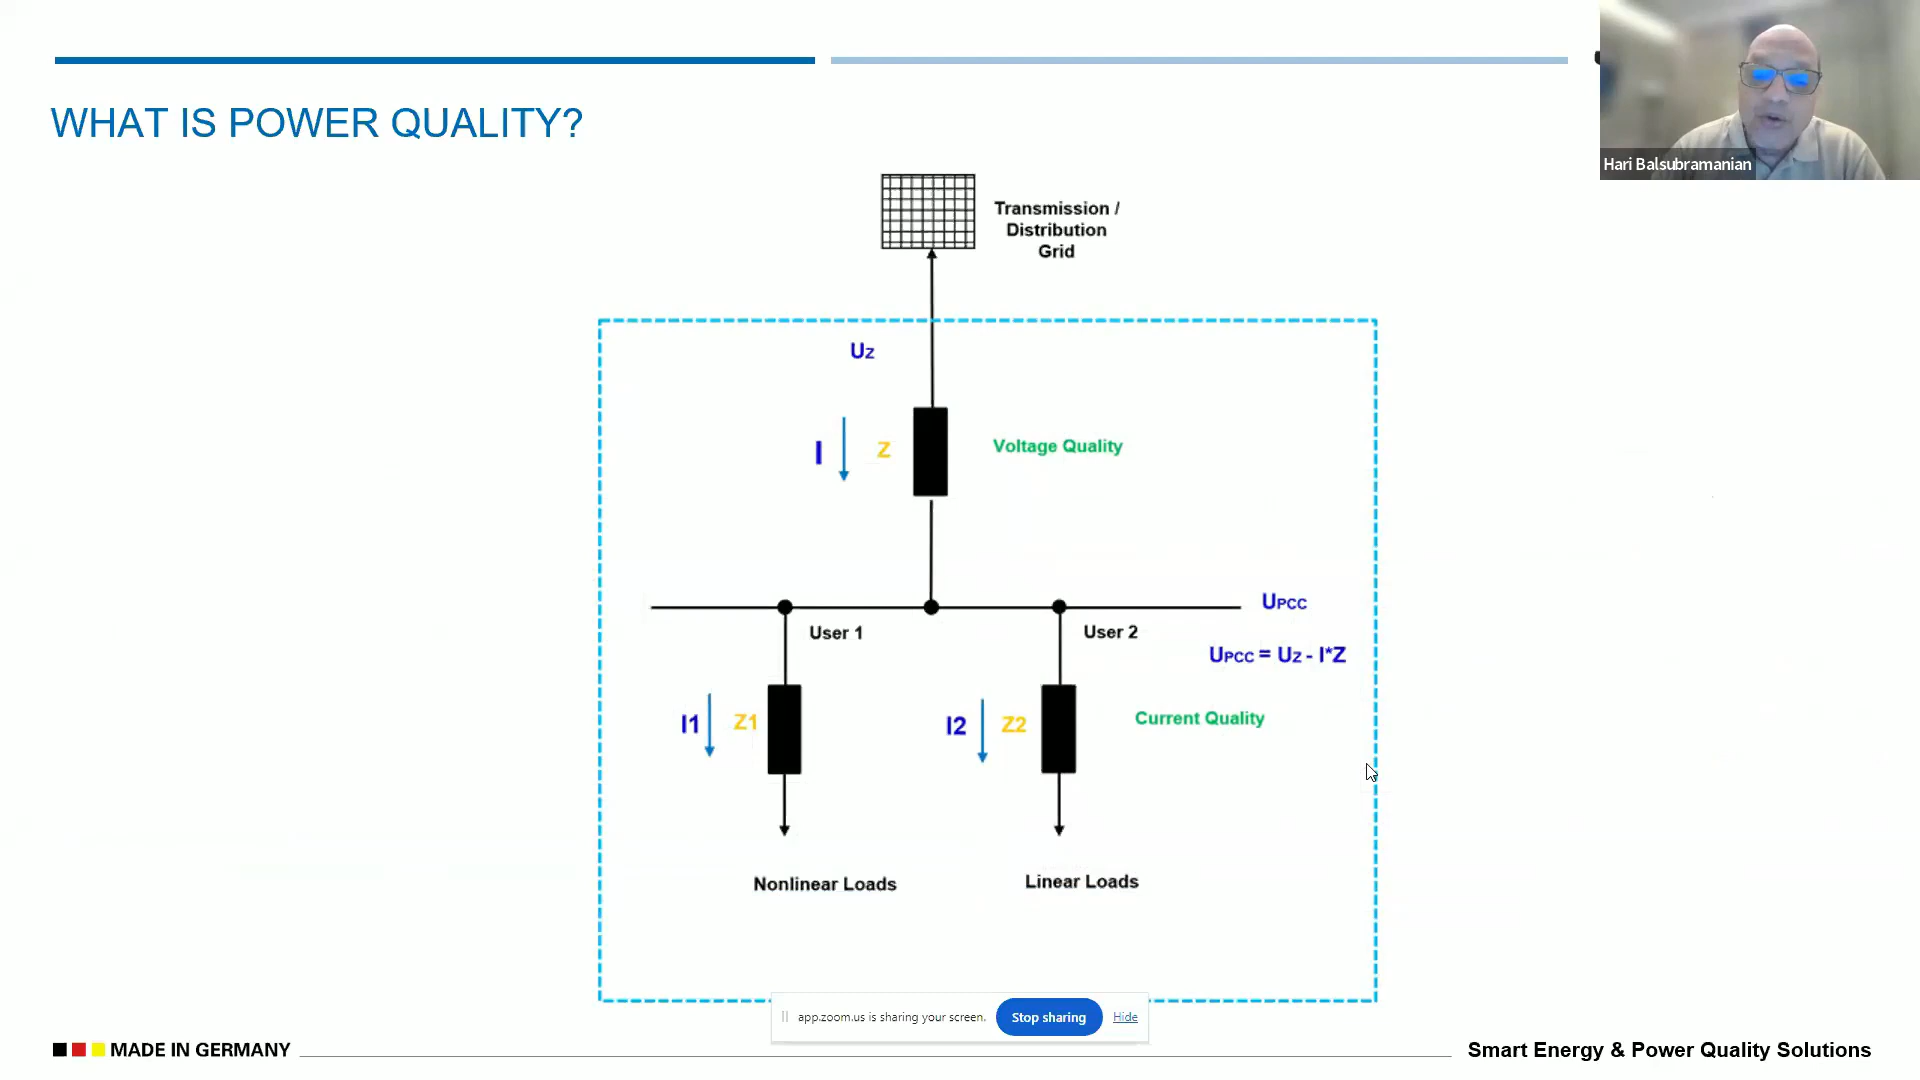 WHAT IS POWER QUALITY?
Hari Balsubramanian
Transmission /
Distribution
Grid
UZ
I
Z
Voltage Quality
UPCC
User 1
User 2
UPCC = UZ - I*Z
I1
Z1
I2
Z2
Current Quality
Nonlinear Loads
Linear Loads
app.zoom.us is sharing your screen.
Stop sharing
Hide
MADE IN GERMANY
Smart Energy & Power Quality Solutions